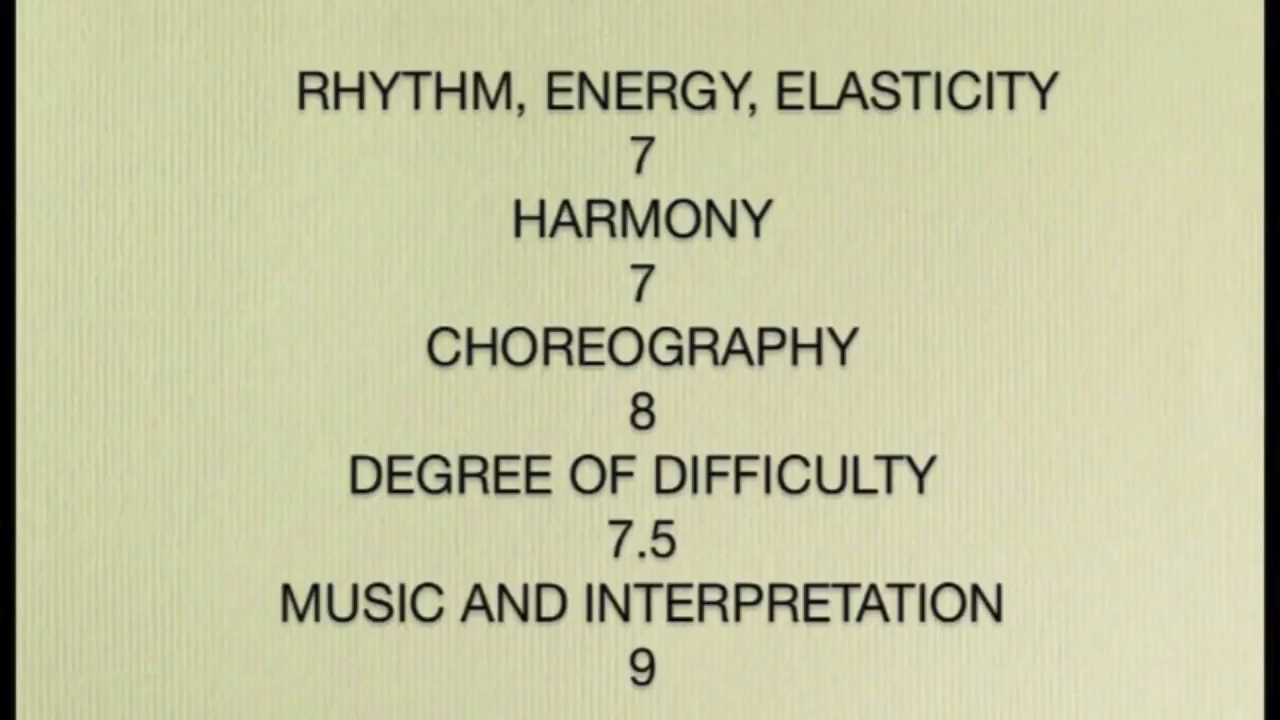 RHYTHM, ENERGY, ELASTICITY
7
HARMONY
7
CHOREOGRAPHY
8
DEGREE OF DIFFICULTY
7.5
MUSIC AND INTERPRETATION
9